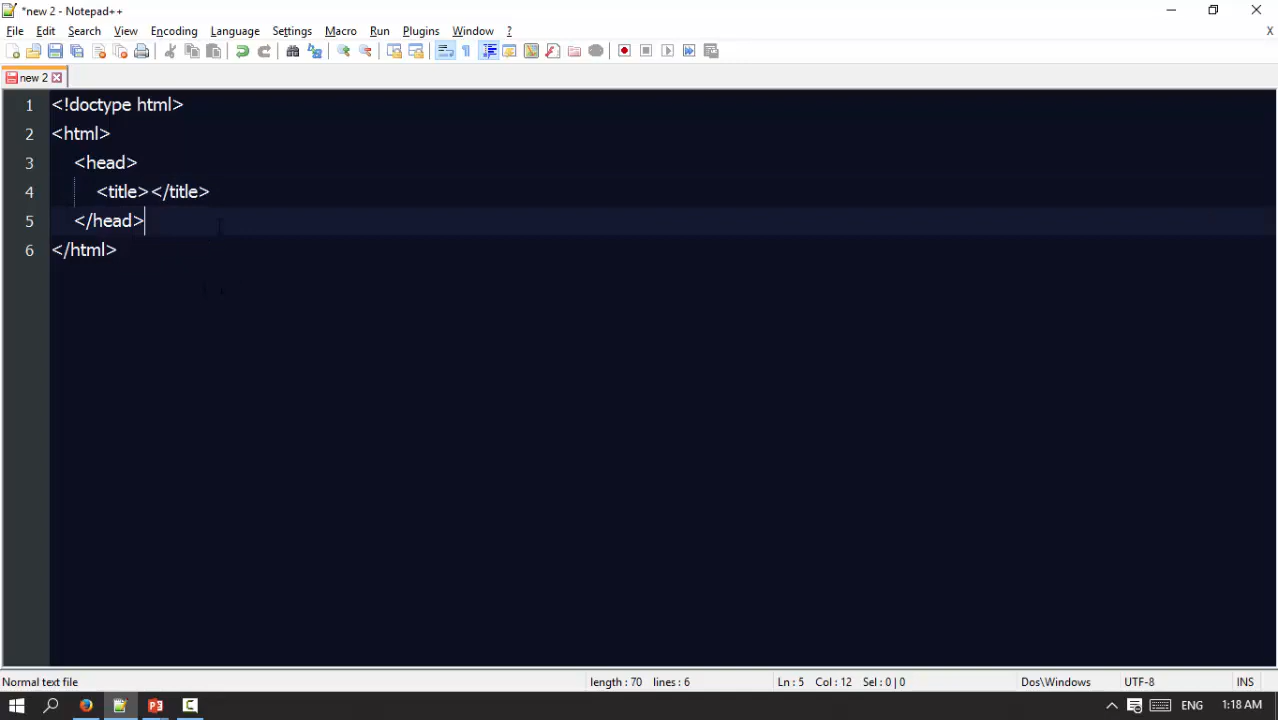 *new 2 - Notepad++
File Edit Search View Encoding Language Settings Macro Run Plugins Window ? X
new 2
1 <!doctype html>
2 <html>
3 <head>
4 <title></title>
5 </head>
6 </html>
Normal text file length : 70 lines : 6 Ln : 5 Col : 12 Sel : 0 | 0 Dos\Windows UTF-8 INS
ENG 1:18 AM